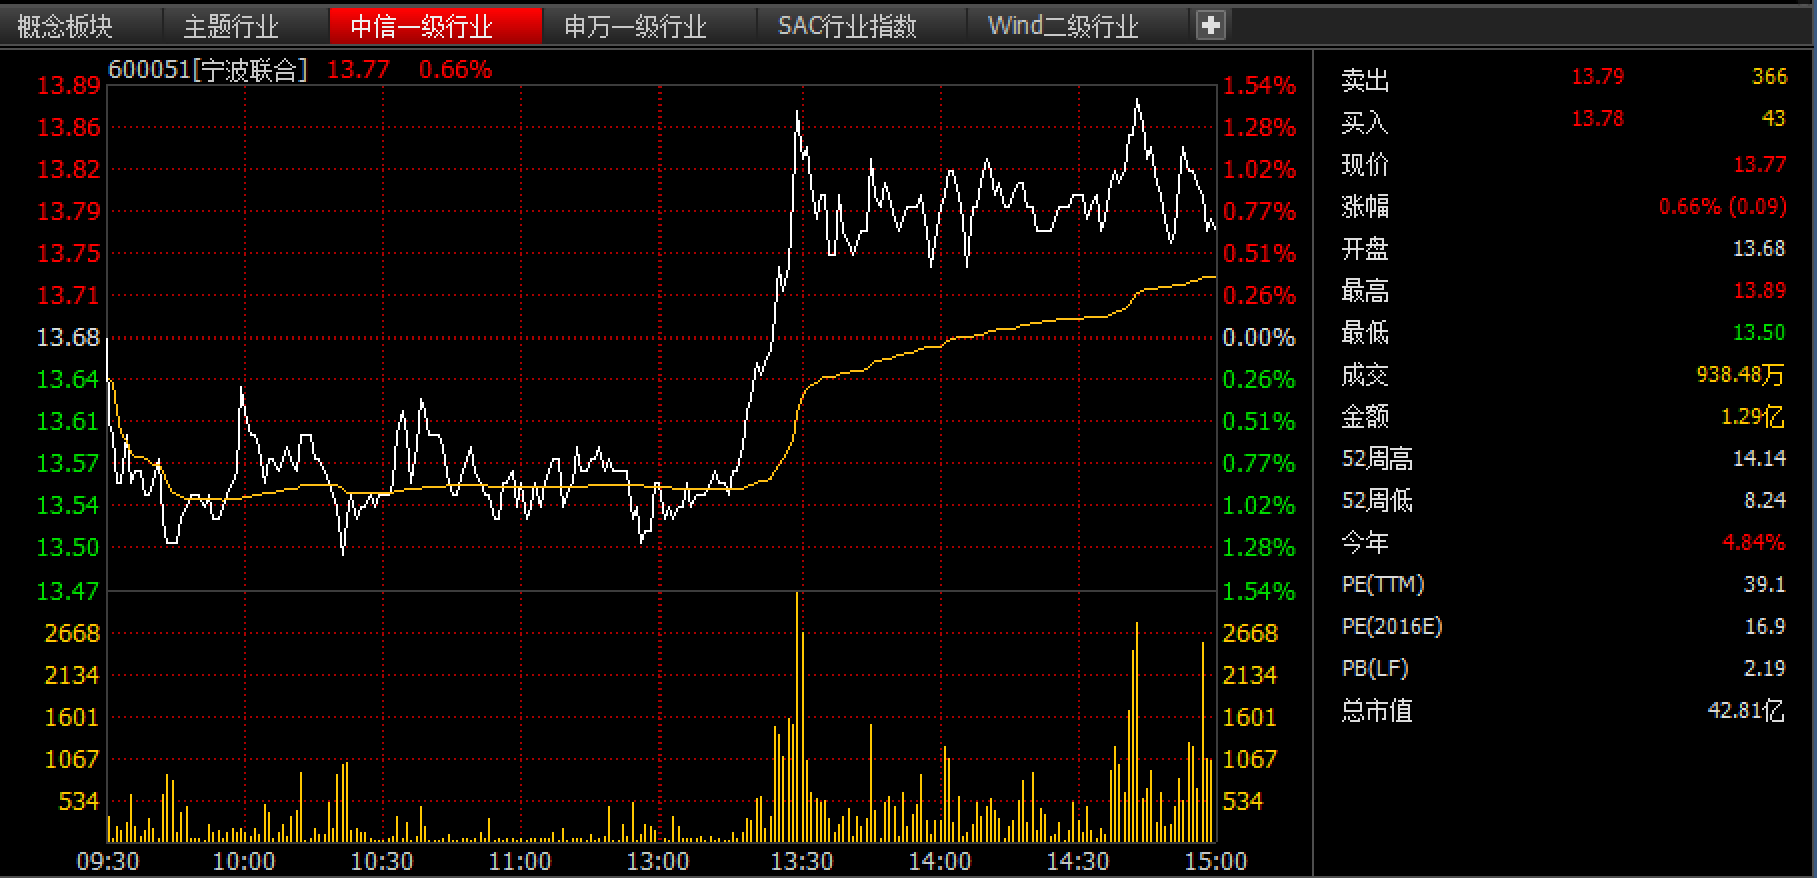 概念板块 主题行业 中信一级行业 申万一级行业 SAC行业指数 Wind二级行业
600051[宁波联合] 13.77 0.66%
13.89 1.54%
13.86 1.28%
13.82 1.02%
13.79 0.77%
13.75 0.51%
13.71 0.26%
13.68 0.00%
13.64 0.26%
13.61 0.51%
13.57 0.77%
13.54 1.02%
13.50 1.28%
13.47 1.54%
2668 2668
2134 2134
1601 1601
1067 1067
534 534
09:30 10:00 10:30 11:00 13:00 13:30 14:00 14:30 15:00
卖出 13.79 366
买入 13.78 43
现价 13.77
涨幅 0.66% (0.09)
开盘 13.68
最高 13.89
最低 13.50
成交 938.48万
金额 1.29亿
52周高 14.14
52周低 8.24
今年 4.84%
PE(TTM) 39.1
PE(2016E) 16.9
PB(LF) 2.19
总市值 42.81亿